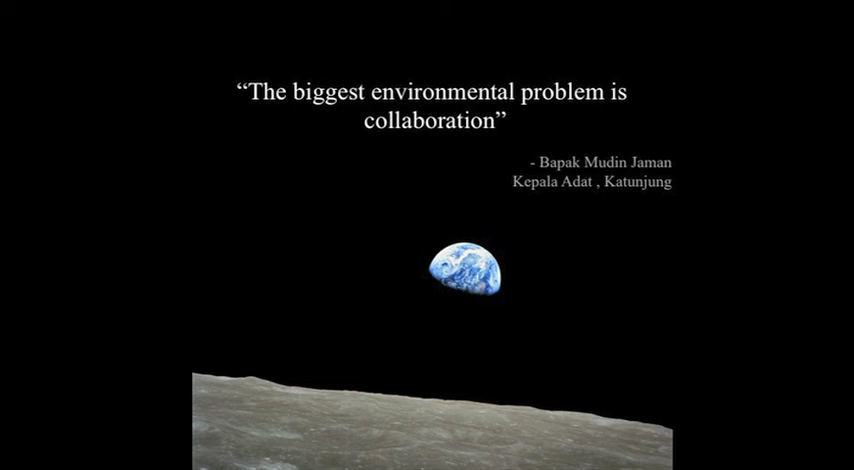 “The biggest environmental problem is
collaboration”
- Bapak Mudin Jaman
Kepala Adat , Katunjung